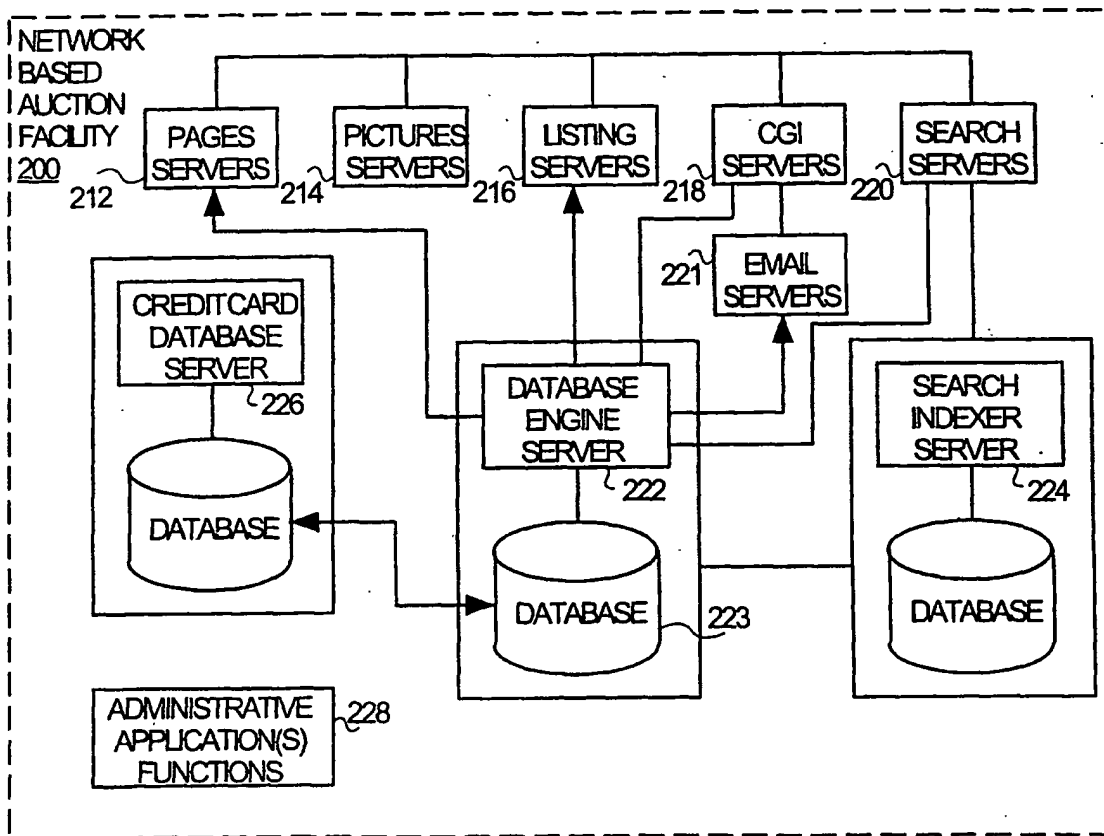 NETWORK
BASED
AUCTION
FACILITY
200
PAGES
SERVERS
212
PICTURES
SERVERS
214
LISTING
SERVERS
216
CGI
SERVERS
218
SEARCH
SERVERS
220
221
EMAIL
SERVERS
CREDIT CARD
DATABASE
SERVER
226
DATABASE
DATABASE
ENGINE
SERVER
222
DATABASE
223
SEARCH
INDEXER
SERVER
224
DATABASE
ADMINISTRATIVE
APPLICATION(S)
FUNCTIONS
228